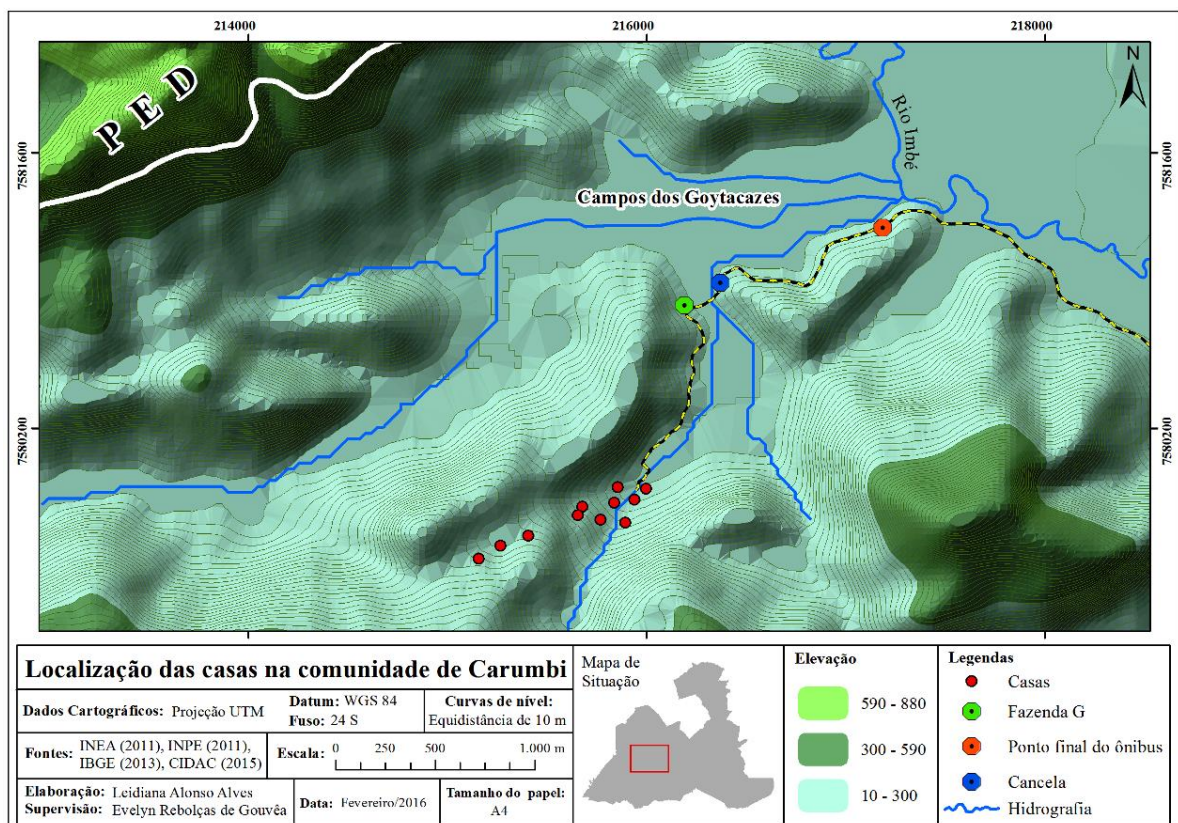 214000 216000 218000
N
PED
Rio Imbé
7581600 7581600
Campos dos Goytacazes
7580200 7580200
Localização das casas na comunidade de Carumbi
Dados Cartográficos: Projeção UTM
Datum: WGS 84
Fuso: 24 S
Curvas de nível:
Equidistância de 10 m
Fontes: INEA (2011), INPE (2011),
IBGE (2013), CIDAC (2015)
Escala: 0 250 500 1.000 m
Elaboração: Leidiana Alonso Alves
Supervisão: Evelyn Rebolças de Gouvêa
Data: Fevereiro/2016
Tamanho do papel:
A4
Mapa de
Situação
Elevação
590 - 880
300 - 590
10 - 300
Legendas
Casas
Fazenda G
Ponto final do ônibus
Cancela
Hidrografia